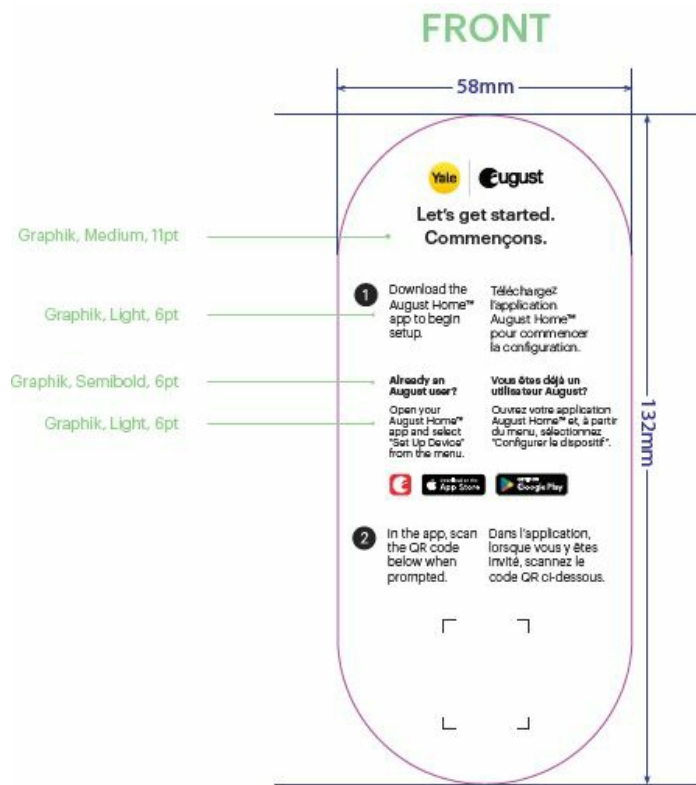 FRONT
58mm
Yale
august
Let's get started.
Commençons.
Graphik, Medium, 11pt
1
Download the
August Home™
app to begin
setup.
Téléchargez
l'application
August Home™
pour commencer
la configuration.
Graphik, Light, 6pt
Graphik, Semibold, 6pt
Already an
August user?
Vous êtes déjà un
utilisateur August?
Graphik, Light, 6pt
Open your
August Home™
app and select
"Set Up Device"
from the menu.
Ouvrez votre application
August Home™ et, à partir
du menu, sélectionnez
"Configurer le dispositif".
132mm
App Store
Google Play
2
In the app, scan
the QR code
below when
prompted.
Dans l'application,
lorsque vous y êtes
invité, scannez le
code QR ci-dessous.